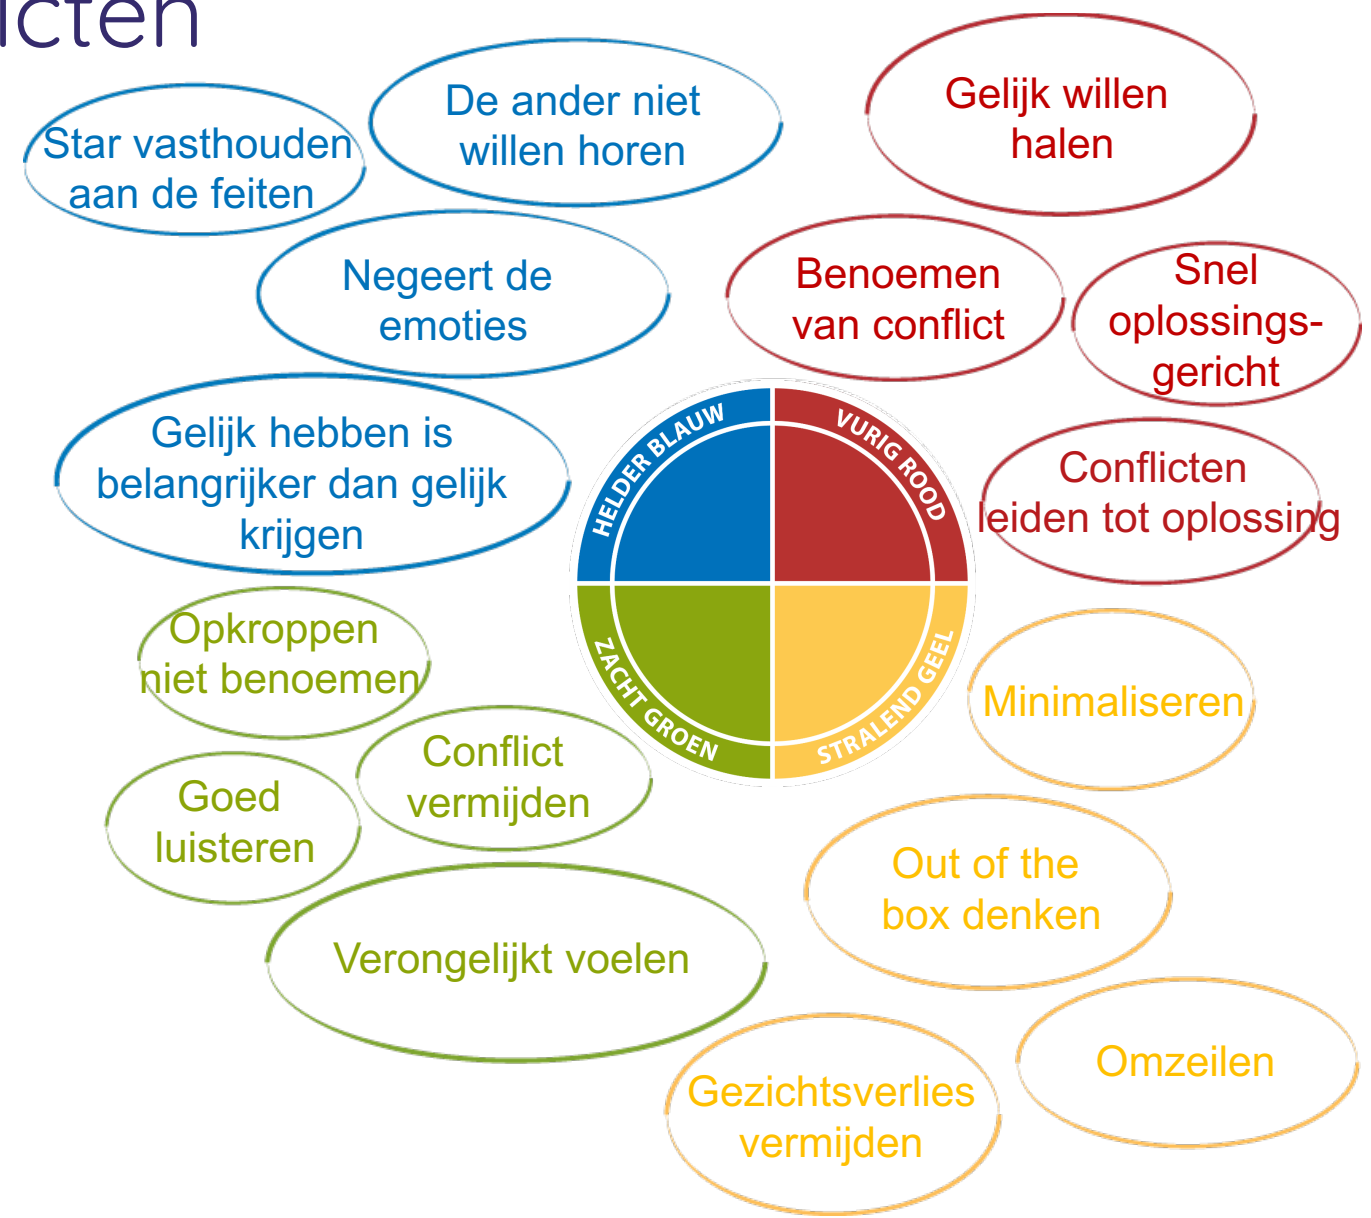 icten
Star vasthouden
aan de feiten
De ander niet
willen horen
Negeert de
emoties
Gelijk hebben is
belangrijker dan gelijk
krijgen
Gelijk willen
halen
Benoemen
van conflict
Snel
oplossings-
gericht
Conflicten
leiden tot oplossing
HELDER BLAUW
VURIG ROOD
ZACHT GROEN
STRALEND GEEL
Opkroppen
niet benoemen
Conflict
vermijden
Goed
luisteren
Verongelijkt voelen
Minimaliseren
Out of the
box denken
Omzeilen
Gezichtsverlies
vermijden